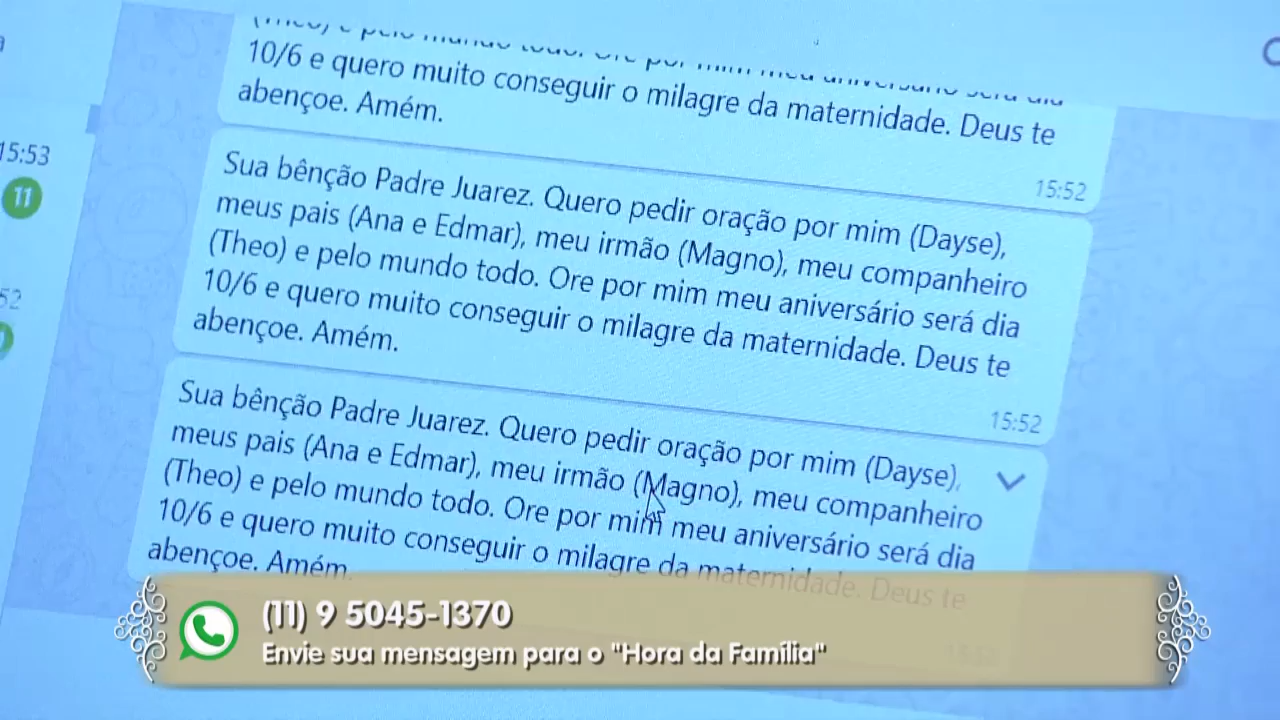 10/6 e quero muito conseguir o milagre da maternidade. Deus te
abençoe. Amém.
15:52
15:53
11
Sua bênção Padre Juarez. Quero pedir oração por mim (Dayse),
meus pais (Ana e Edmar), meu irmão (Magno), meu companheiro
(Theo) e pelo mundo todo. Ore por mim meu aniversário será dia
10/6 e quero muito conseguir o milagre da maternidade. Deus te
abençoe. Amém.
15:52
52
Sua bênção Padre Juarez. Quero pedir oração por mim (Dayse),
meus pais (Ana e Edmar), meu irmão (Magno), meu companheiro
(Theo) e pelo mundo todo. Ore por mim meu aniversário será dia
10/6 e quero muito conseguir o milagre da maternidade. Deus te
abençoe. Amém.
(11) 9 5045-1370
Envie sua mensagem para o "Hora da Família"